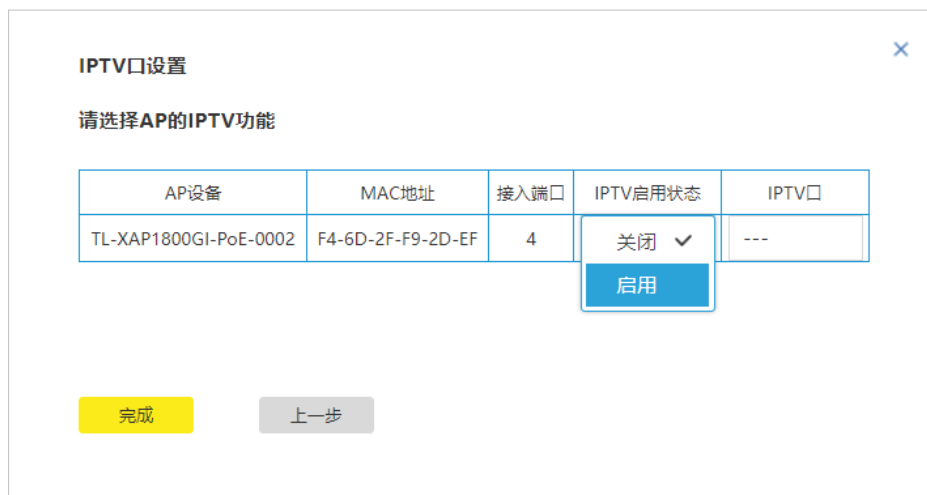 IPTV口设置
请选择AP的IPTV功能
AP设备 MAC地址 接入端口 IPTV启用状态 IPTV口
TL-XAP1800GI-PoE-0002 F4-6D-2F-F9-2D-EF 4 关闭 ---
启用
完成 上一步